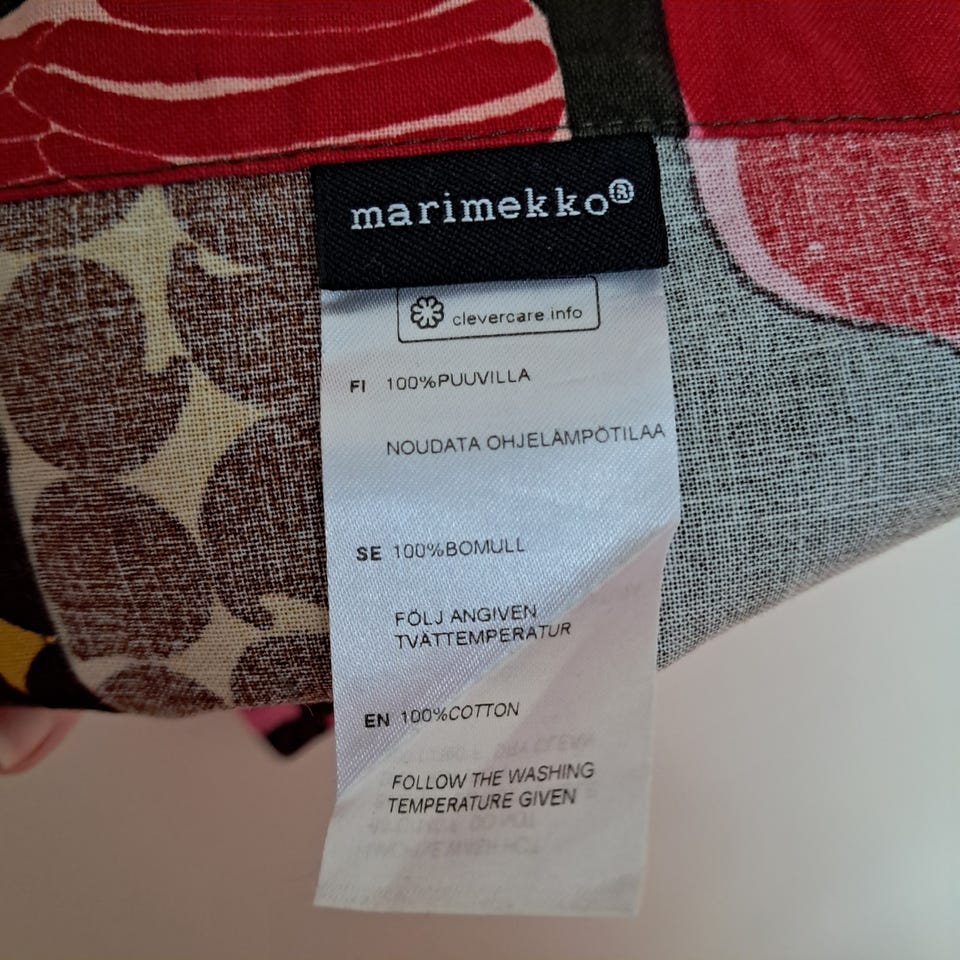 marimekko®
clevercare.info
FI 100%PUUVILLA
NOUDATA OHJELÄMPÖTILAA
SE 100%BOMULL
FÖLJ ANGIVEN
TVÄTTEMPERATUR
EN 100%COTTON
FOLLOW THE WASHING
TEMPERATURE GIVEN